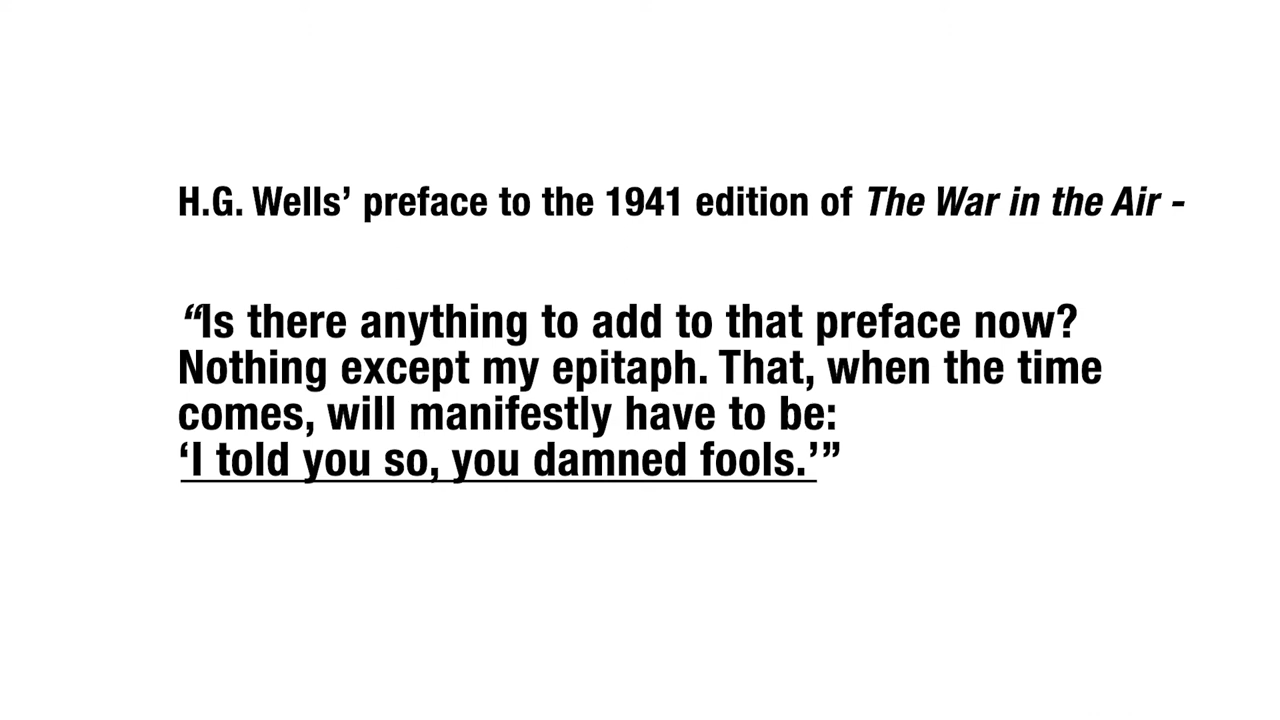 H.G. Wells’ preface to the 1941 edition of The War in the Air -
“Is there anything to add to that preface now?
Nothing except my epitaph. That, when the time
comes, will manifestly have to be:
‘I told you so, you damned fools.’”